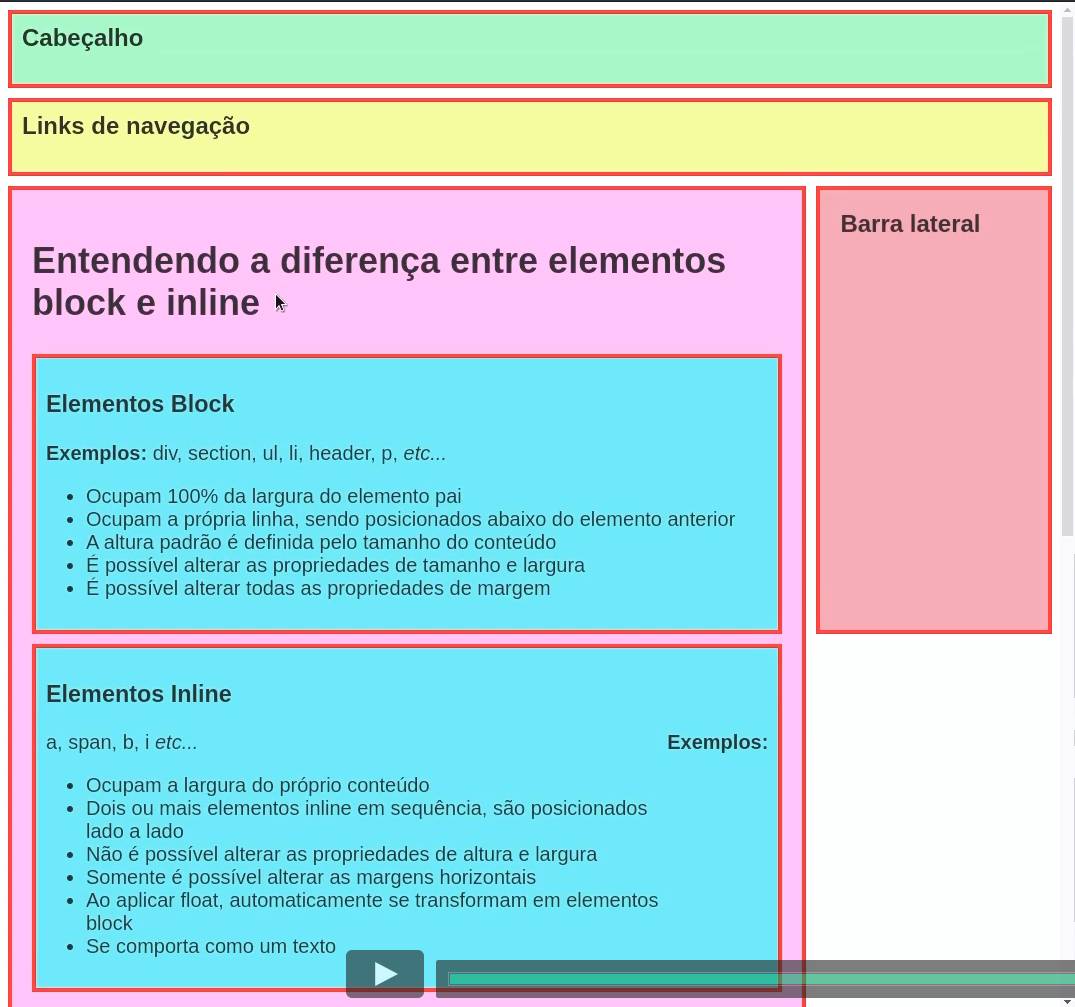 Cabeçalho
Links de navegação
Entendendo a diferença entre elementos
block e inline
Barra lateral
Elementos Block
Exemplos: div, section, ul, li, header, p, etc...
Ocupam 100% da largura do elemento pai
Ocupam a própria linha, sendo posicionados abaixo do elemento anterior
A altura padrão é definida pelo tamanho do conteúdo
É possível alterar as propriedades de tamanho e largura
É possível alterar todas as propriedades de margem
Elementos Inline
a, span, b, i etc... Exemplos:
Ocupam a largura do próprio conteúdo
Dois ou mais elementos inline em sequência, são posicionados
lado a lado
Não é possível alterar as propriedades de altura e largura
Somente é possível alterar as margens horizontais
Ao aplicar float, automaticamente se transformam em elementos
block
Se comporta como um texto